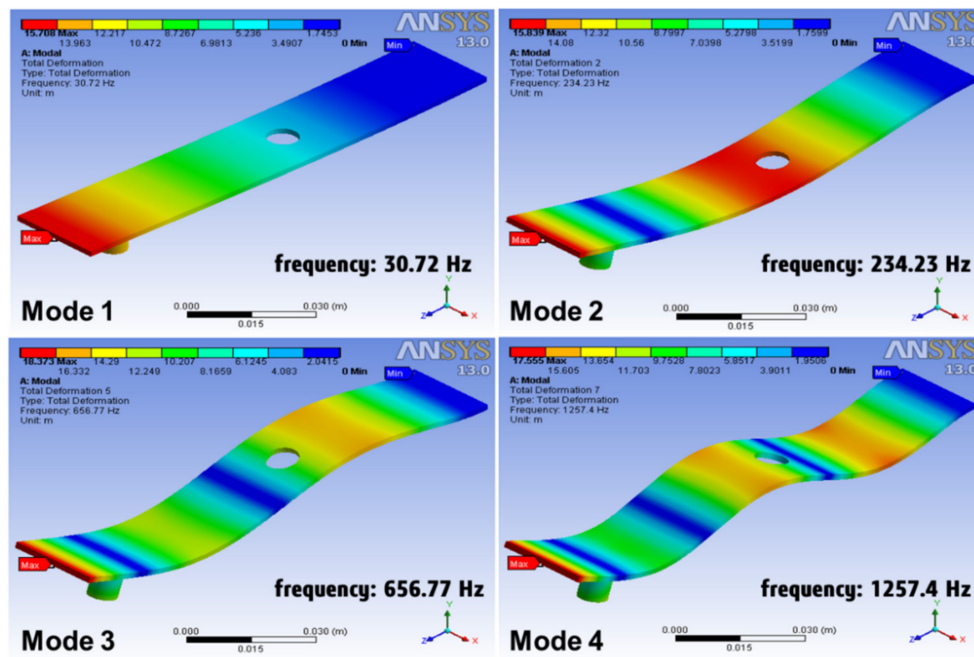 15.708 Max 12.217 8.7267 5.236 1.7453
13.963 10.472 6.9813 3.4907 0 Min
ANSYS
13.0
A: Modal
Total Deformation
Type: Total Deformation
Frequency: 30.72 Hz
Unit: m
Min
Max
frequency: 30.72 Hz
0.000 0.030 (m)
0.015
Y
Z X
Mode 1
15.839 Max 12.32 8.7997 5.2798 1.7599
14.08 10.56 7.0398 3.5199 0 Min
ANSYS
13.0
A: Modal
Total Deformation 2
Type: Total Deformation
Frequency: 234.23 Hz
Unit: m
Min
Max
frequency: 234.23 Hz
0.000 0.030 (m)
0.015
Y
Z X
Mode 2
18.373 Max 14.29 10.207 6.1245 2.0415
16.332 12.249 8.1659 4.083 0 Min
ANSYS
13.0
A: Modal
Total Deformation 5
Type: Total Deformation
Frequency: 656.77 Hz
Unit: m
Min
Max
frequency: 656.77 Hz
0.000 0.030 (m)
0.015
Y
Z X
Mode 3
17.555 Max 13.654 9.7528 5.8517 1.9506
15.605 11.703 7.8023 3.9011 0 Min
ANSYS
13.0
A: Modal
Total Deformation 7
Type: Total Deformation
Frequency: 1257.4 Hz
Unit: m
Min
Max
frequency: 1257.4 Hz
0.000 0.030 (m)
0.015
Y
Z X
Mode 4